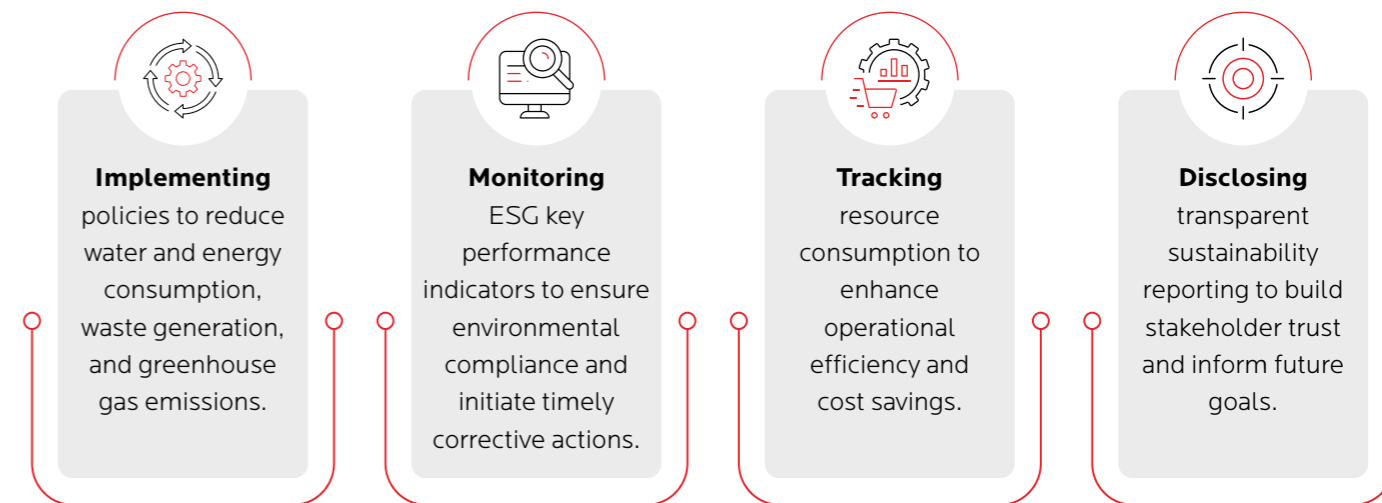 Implementing
policies to reduce
water and energy
consumption,
waste generation,
and greenhouse
gas emissions.
Monitoring
ESG key
performance
indicators to ensure
environmental
compliance and
initiate timely
corrective actions.
Tracking
resource
consumption to
enhance
operational
efficiency and
cost savings.
Disclosing
transparent
sustainability
reporting to build
stakeholder trust
and inform future
goals.